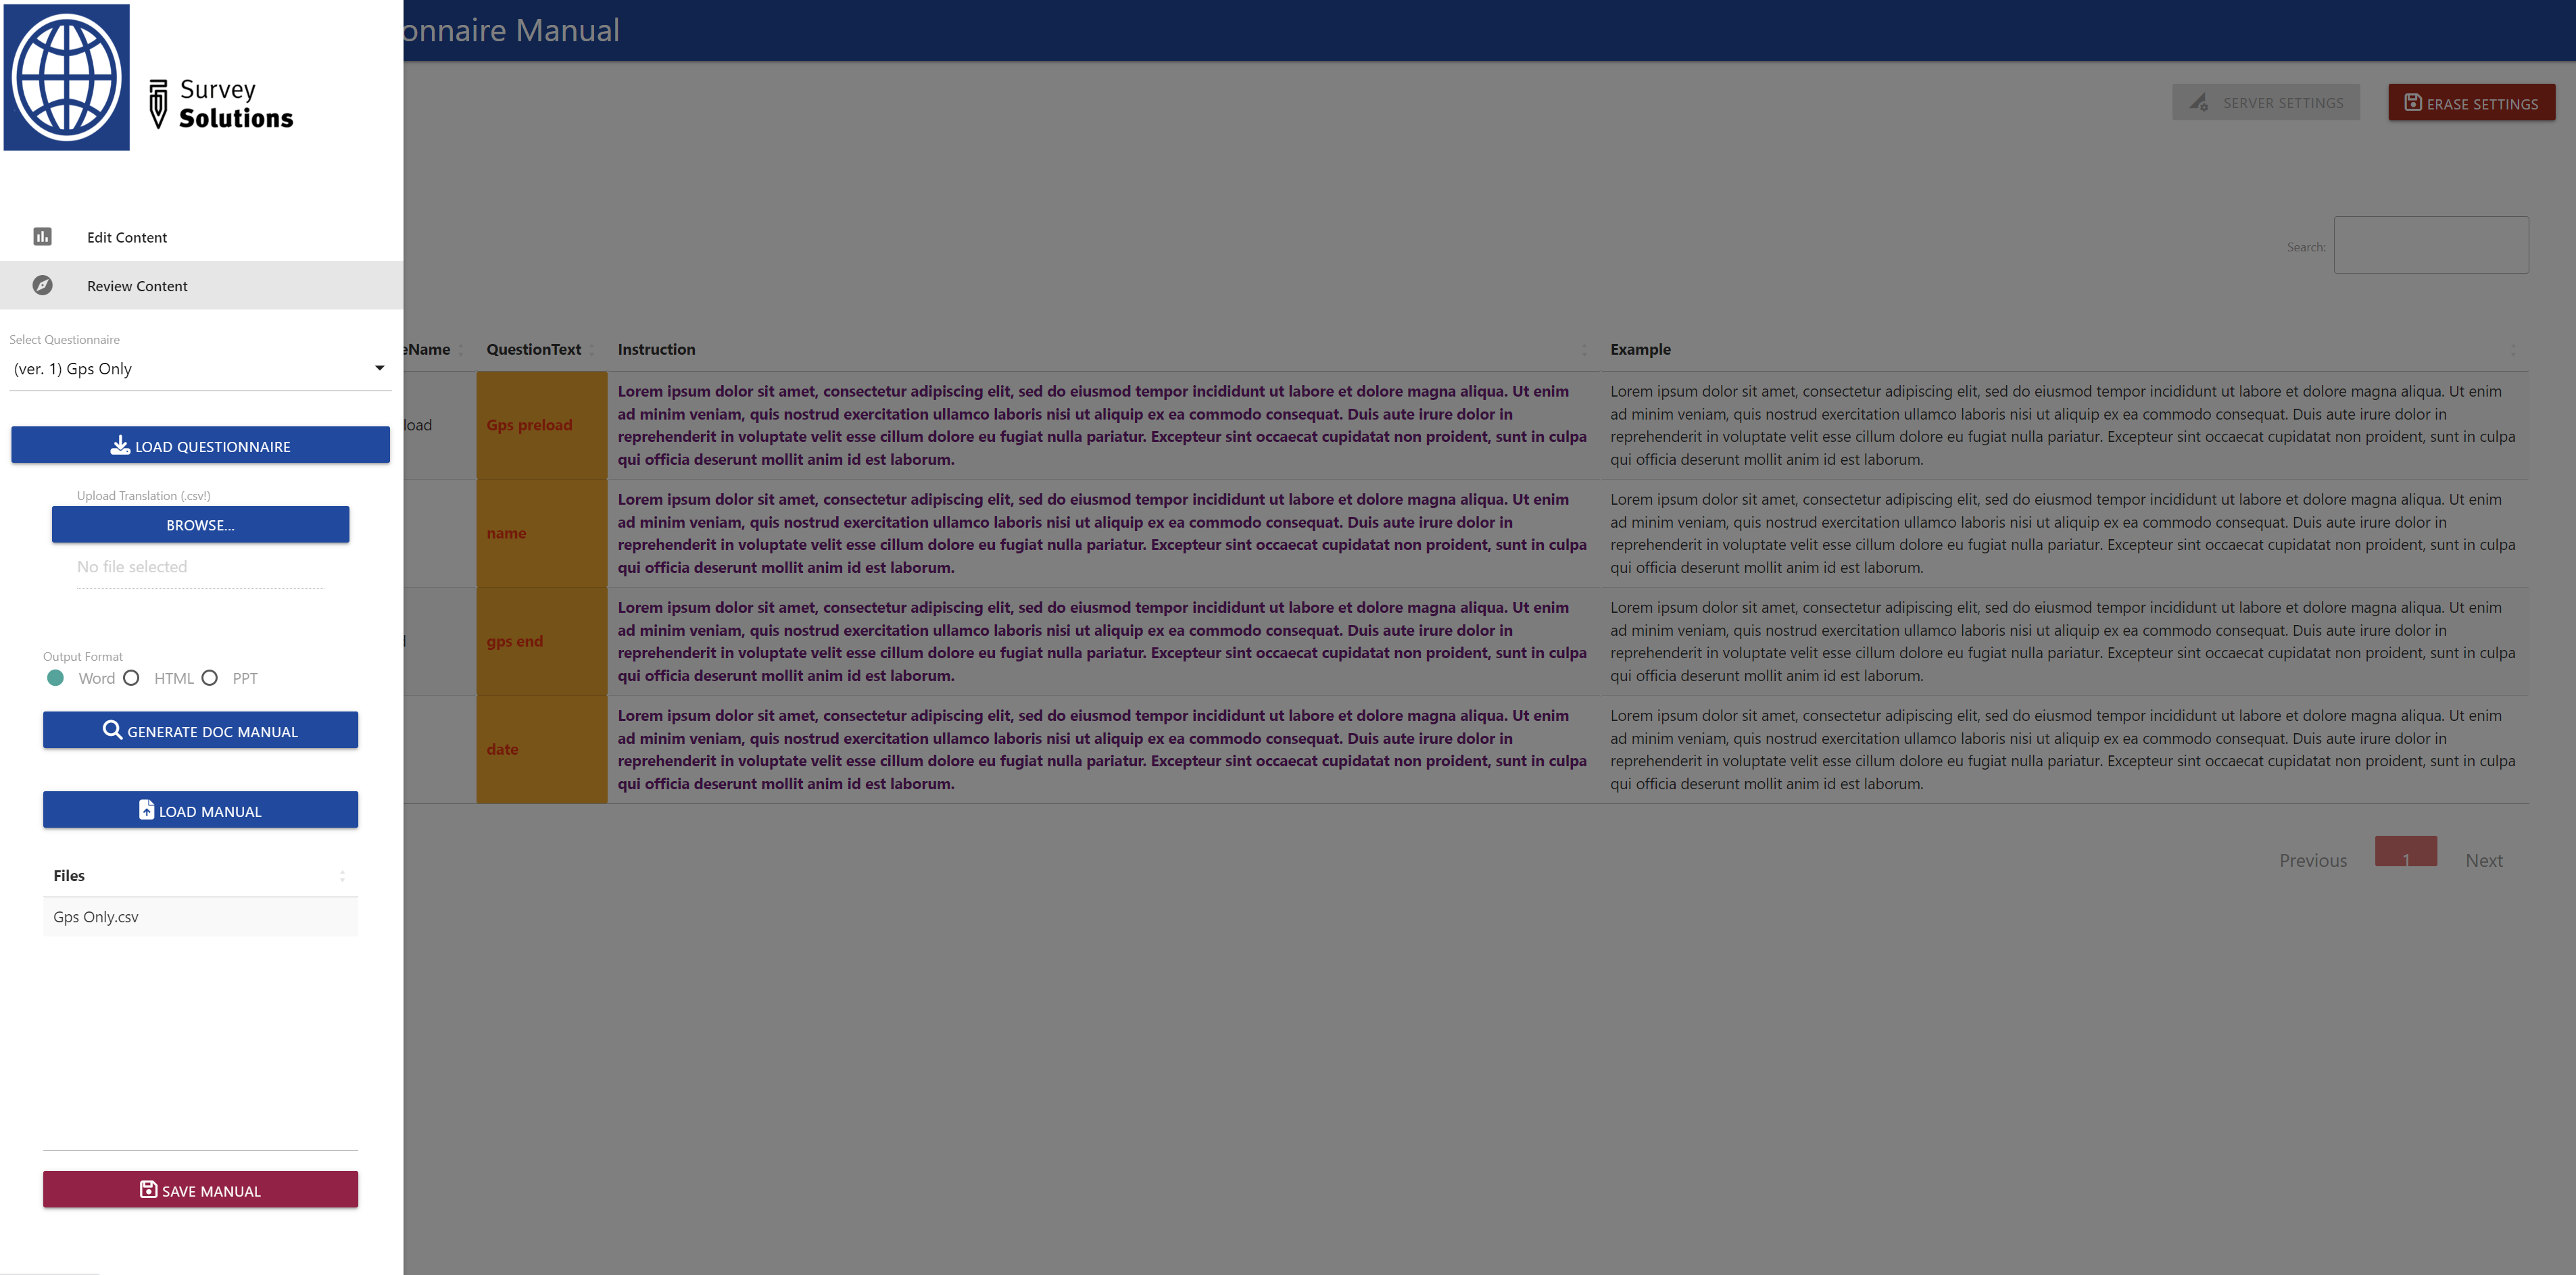 Survey
Solutions
Edit Content
Review Content
Select Questionnaire
(ver. 1) Gps Only
LOAD QUESTIONNAIRE
Upload Translation (.csv!)
BROWSE...
No file selected
Output Format
Word HTML PPT
GENERATE DOC MANUAL
LOAD MANUAL
Files
Gps Only.csv
SAVE MANUAL
onnaire Manual
SERVER SETTINGS
ERASE SETTINGS
Search:
eName QuestionText Instruction Example
load
Gps preload
Lorem ipsum dolor sit amet, consectetur adipiscing elit, sed do eiusmod tempor incididunt ut labore et dolore magna aliqua. Ut enim
ad minim veniam, quis nostrud exercitation ullamco laboris nisi ut aliquip ex ea commodo consequat. Duis aute irure dolor in
reprehenderit in voluptate velit esse cillum dolore eu fugiat nulla pariatur. Excepteur sint occaecat cupidatat non proident, sunt in culpa
qui officia deserunt mollit anim id est laborum.
Lorem ipsum dolor sit amet, consectetur adipiscing elit, sed do eiusmod tempor incididunt ut labore et dolore magna aliqua. Ut enim
ad minim veniam, quis nostrud exercitation ullamco laboris nisi ut aliquip ex ea commodo consequat. Duis aute irure dolor in
reprehenderit in voluptate velit esse cillum dolore eu fugiat nulla pariatur. Excepteur sint occaecat cupidatat non proident, sunt in culpa
qui officia deserunt mollit anim id est laborum.
name
Lorem ipsum dolor sit amet, consectetur adipiscing elit, sed do eiusmod tempor incididunt ut labore et dolore magna aliqua. Ut enim
ad minim veniam, quis nostrud exercitation ullamco laboris nisi ut aliquip ex ea commodo consequat. Duis aute irure dolor in
reprehenderit in voluptate velit esse cillum dolore eu fugiat nulla pariatur. Excepteur sint occaecat cupidatat non proident, sunt in culpa
qui officia deserunt mollit anim id est laborum.
Lorem ipsum dolor sit amet, consectetur adipiscing elit, sed do eiusmod tempor incididunt ut labore et dolore magna aliqua. Ut enim
ad minim veniam, quis nostrud exercitation ullamco laboris nisi ut aliquip ex ea commodo consequat. Duis aute irure dolor in
reprehenderit in voluptate velit esse cillum dolore eu fugiat nulla pariatur. Excepteur sint occaecat cupidatat non proident, sunt in culpa
qui officia deserunt mollit anim id est laborum.
gps end
Lorem ipsum dolor sit amet, consectetur adipiscing elit, sed do eiusmod tempor incididunt ut labore et dolore magna aliqua. Ut enim
ad minim veniam, quis nostrud exercitation ullamco laboris nisi ut aliquip ex ea commodo consequat. Duis aute irure dolor in
reprehenderit in voluptate velit esse cillum dolore eu fugiat nulla pariatur. Excepteur sint occaecat cupidatat non proident, sunt in culpa
qui officia deserunt mollit anim id est laborum.
Lorem ipsum dolor sit amet, consectetur adipiscing elit, sed do eiusmod tempor incididunt ut labore et dolore magna aliqua. Ut enim
ad minim veniam, quis nostrud exercitation ullamco laboris nisi ut aliquip ex ea commodo consequat. Duis aute irure dolor in
reprehenderit in voluptate velit esse cillum dolore eu fugiat nulla pariatur. Excepteur sint occaecat cupidatat non proident, sunt in culpa
qui officia deserunt mollit anim id est laborum.
date
Lorem ipsum dolor sit amet, consectetur adipiscing elit, sed do eiusmod tempor incididunt ut labore et dolore magna aliqua. Ut enim
ad minim veniam, quis nostrud exercitation ullamco laboris nisi ut aliquip ex ea commodo consequat. Duis aute irure dolor in
reprehenderit in voluptate velit esse cillum dolore eu fugiat nulla pariatur. Excepteur sint occaecat cupidatat non proident, sunt in culpa
qui officia deserunt mollit anim id est laborum.
Lorem ipsum dolor sit amet, consectetur adipiscing elit, sed do eiusmod tempor incididunt ut labore et dolore magna aliqua. Ut enim
ad minim veniam, quis nostrud exercitation ullamco laboris nisi ut aliquip ex ea commodo consequat. Duis aute irure dolor in
reprehenderit in voluptate velit esse cillum dolore eu fugiat nulla pariatur. Excepteur sint occaecat cupidatat non proident, sunt in culpa
qui officia deserunt mollit anim id est laborum.
Previous 1 Next